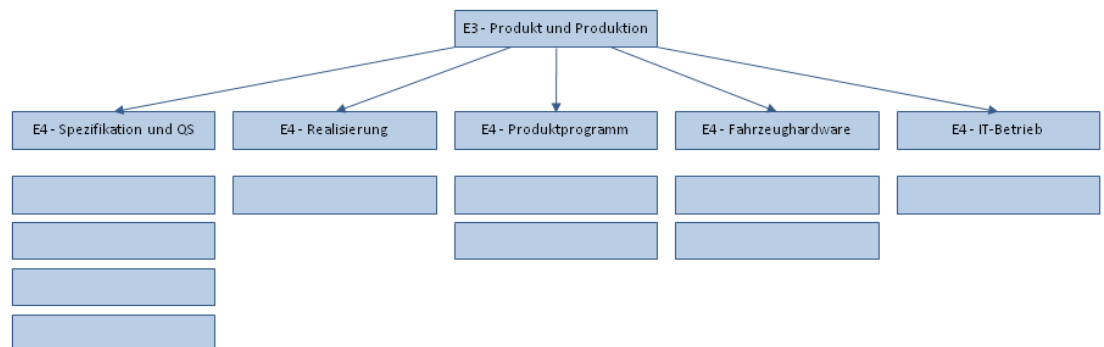 E3 - Produkt und Produktion
E4 - Spezifikation und QS
E4 - Realisierung
E4 - Produktprogramm
E4 - Fahrzeughardware
E4 - IT-Betrieb